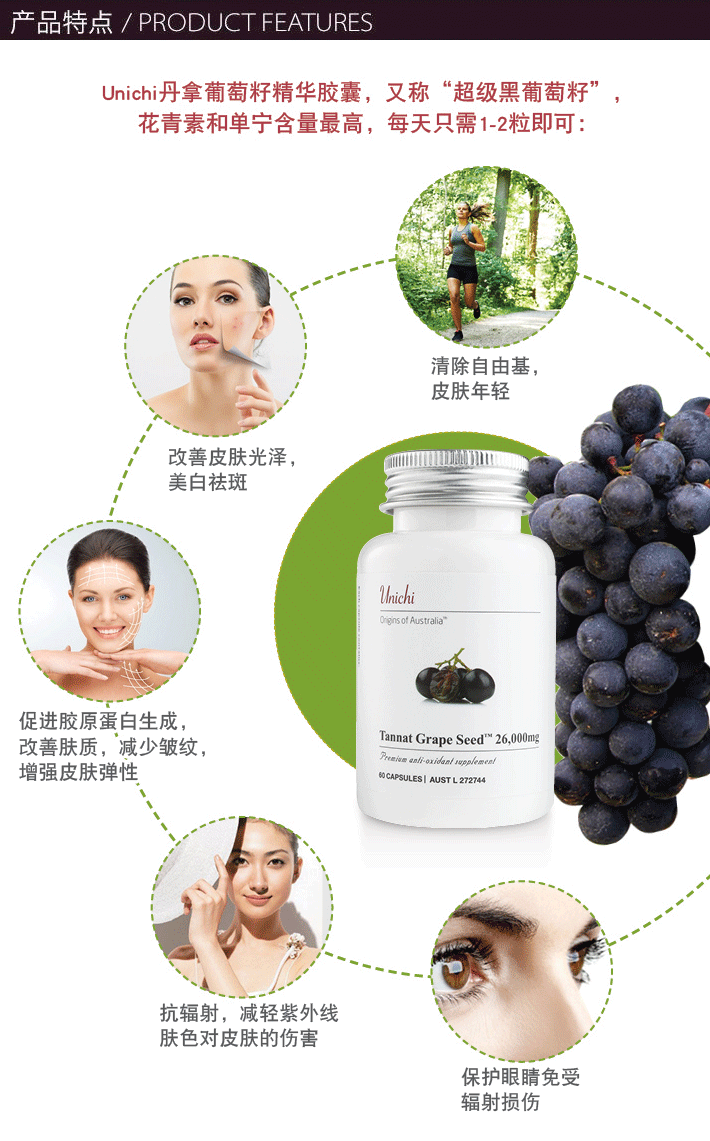 产品特点 / PRODUCT FEATURES
Unichi丹拿葡萄籽精华胶囊，又称“超级黑葡萄籽”，
花青素和单宁含量最高，每天只需1-2粒即可：
清除自由基，
皮肤年轻
改善皮肤光泽，
美白祛斑
Unichi
Origins of Australia™
Tannat Grape Seed™ 26,000mg
Premium anti-oxidant supplement
60 CAPSULES | AUST L 272744
促进胶原蛋白生成，
改善肤质，减少皱纹，
增强皮肤弹性
抗辐射，减轻紫外线
肤色对皮肤的伤害
保护眼睛免受
辐射损伤